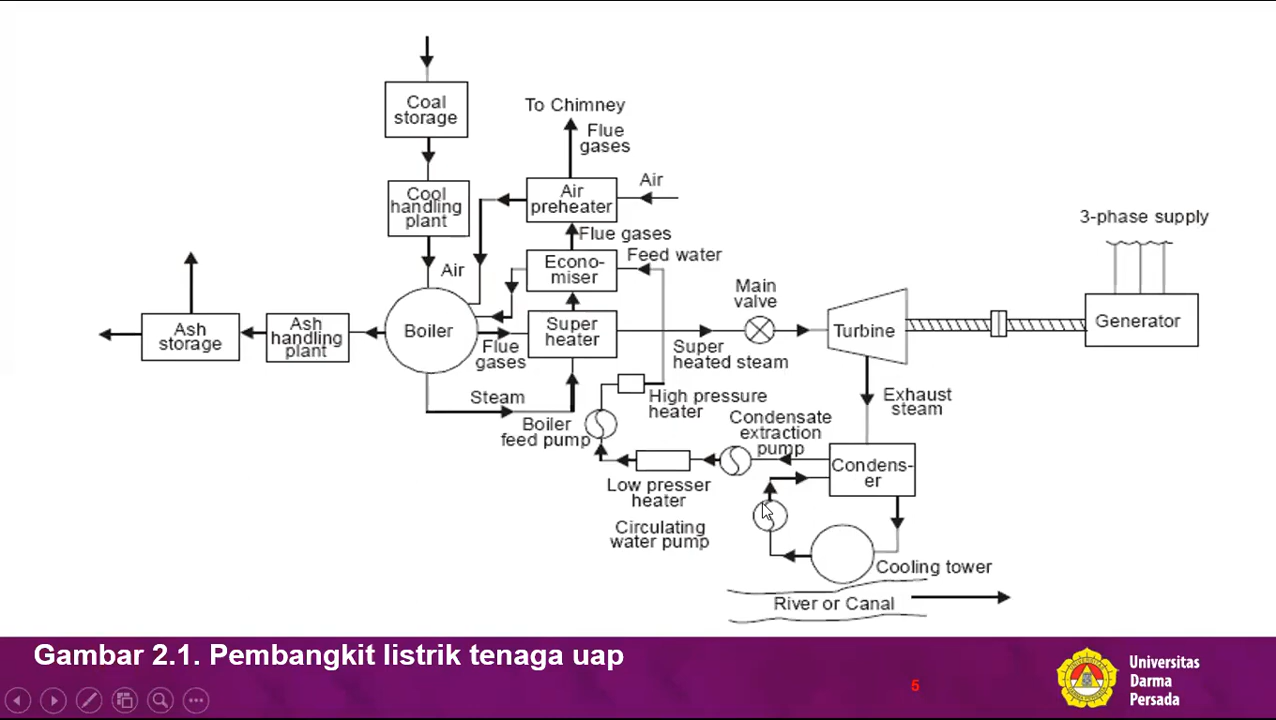 Coal
storage
To Chimney
Flue
gases
Cool
handling
plant
Air
preheater
Air
3-phase supply
Flue gases
Feed water
Air
Econo-
miser
Main
valve
Ash
storage
Ash
handling
plant
Boiler
Super
heater
Turbine
Generator
Flue
gases
Super
heated steam
Steam
High pressure
heater
Exhaust
steam
Boiler
feed pump
Condensate
extraction
pump
Condens-
er
Low presser
heater
Circulating
water pump
Cooling tower
River or Canal
Gambar 2.1. Pembangkit listrik tenaga uap
5
Universitas
Darma
Persada